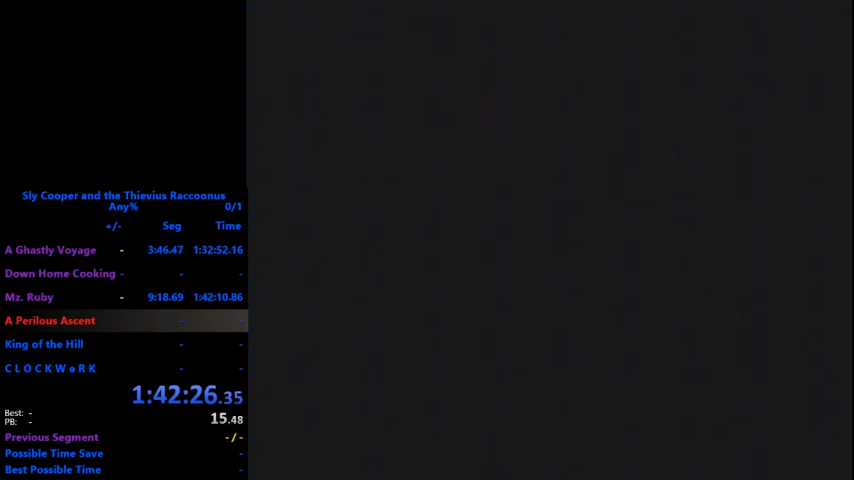 Sly Cooper and the Thievius Raccoonus
Any% 0/1
+/- Seg Time
A Ghastly Voyage - 3:46.47 1:32:52.16
Down Home Cooking - - -
Mz. Ruby - 9:18.69 1:42:10.86
A Perilous Ascent - -
King of the Hill - -
C L O C K W e R K - -
1:42:26.35
Best: -
PB: -
15.48
Previous Segment -/-
Possible Time Save -
Best Possible Time -